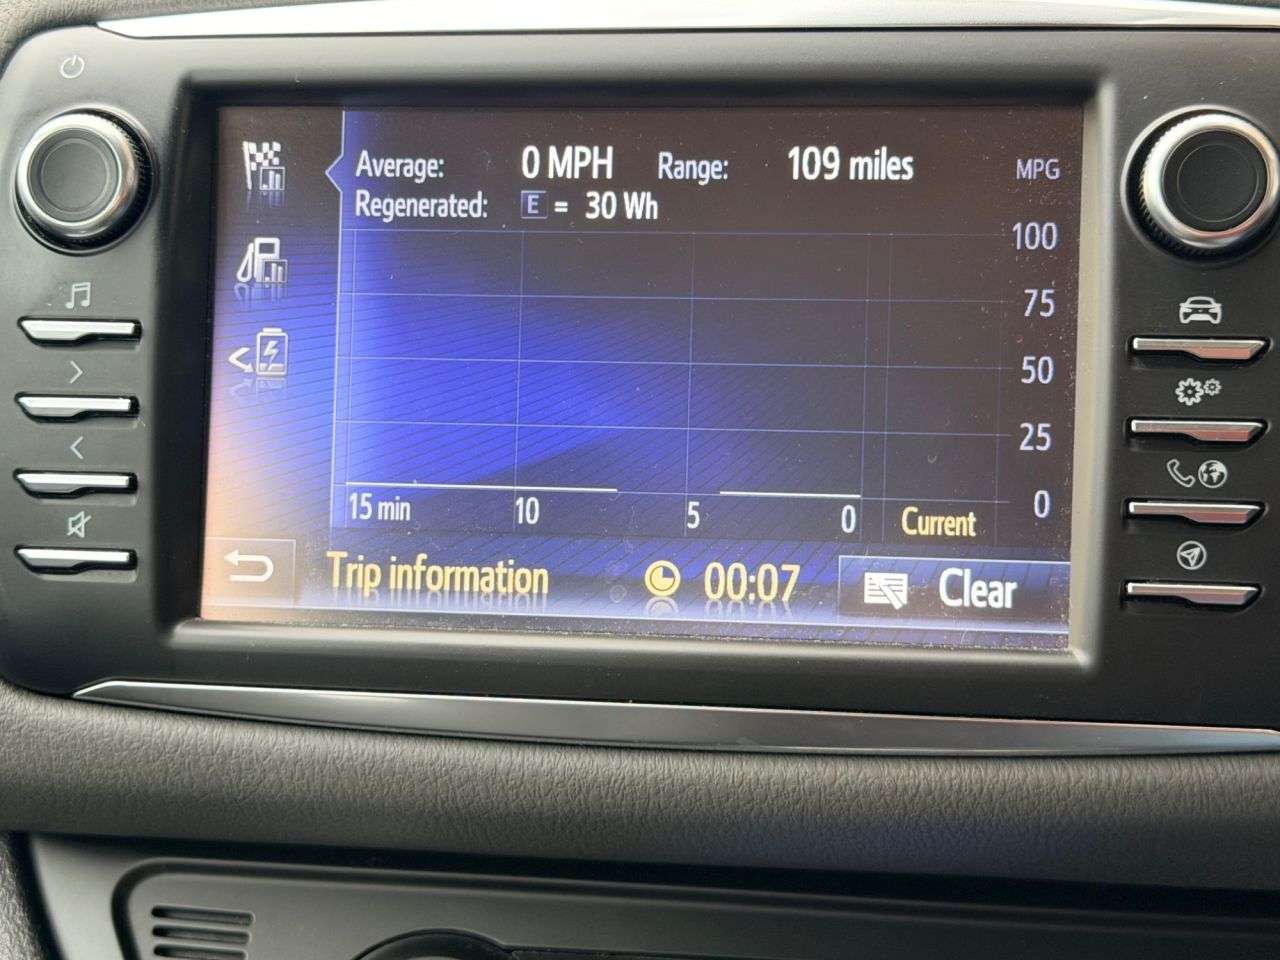 Average: 0 MPH Range: 109 miles MPG
Regenerated: E = 30 Wh
100
75
50
25
0
15 min 10 5 0 Current
Trip information 00:07 Clear